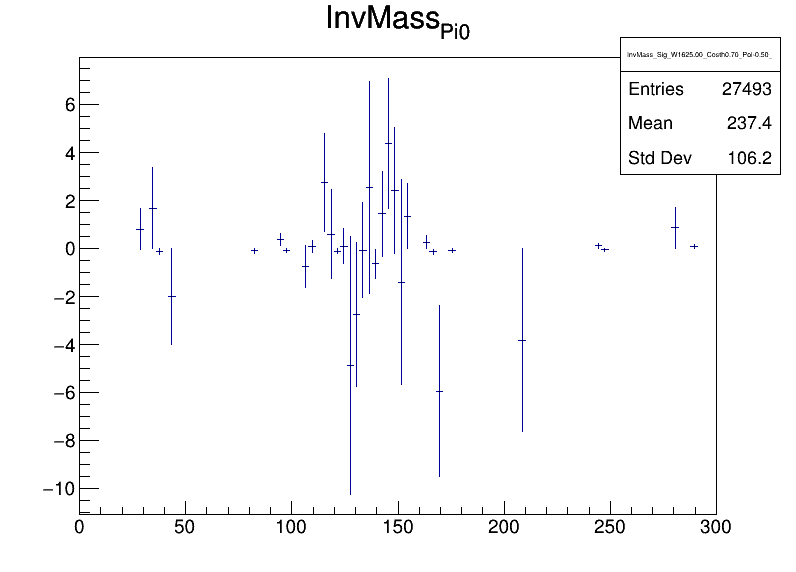 InvMass_Pi0
InvMass_Sig_W1625.00_Costh0.70_Pol-0.50_
Entries 27493
Mean 237.4
Std Dev 106.2
6
4
2
0
−2
−4
−6
−8
−10
0 50 100 150 200 250 300